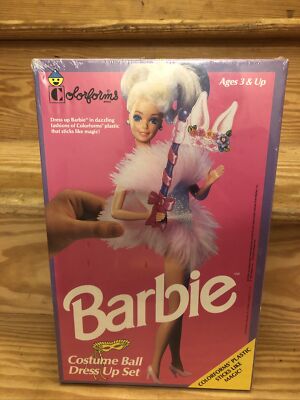 Colorforms
Ages 3 & Up
Dress up Barbie® in dazzling
fashions of Colorforms® plastic
that sticks like magic!
Barbie™
Costume Ball
Dress Up Set
COLORFORMS® PLASTIC
STICKS LIKE
MAGIC!